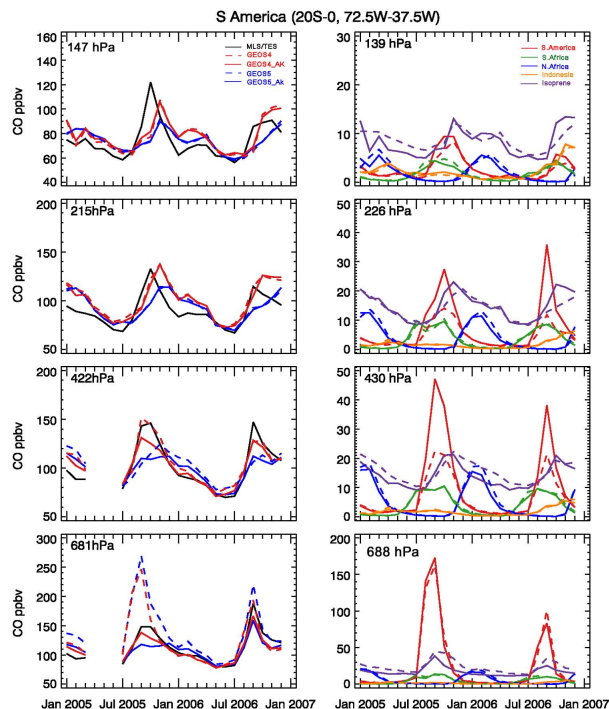 S America (20S-0, 72.5W-37.5W)
147 hPa
MLS/TES
GEOS4
GEOS4_AK
GEOS5
GEOS5_Ak
CO ppbv
160
140
120
100
80
60
40
139 hPa
S.America
S.Africa
N.Africa
Indonesia
Isoprene
30
20
10
0
215hPa
CO ppbv
200
150
100
50
226 hPa
50
40
30
20
10
0
422hPa
CO ppbv
200
150
100
50
430 hPa
50
40
30
20
10
0
681hPa
CO ppbv
300
250
200
150
100
50
688 hPa
200
150
100
50
0
Jan 2005 Jul 2005 Jan 2006 Jul 2006 Jan 2007
Jan 2005 Jul 2005 Jan 2006 Jul 2006 Jan 2007